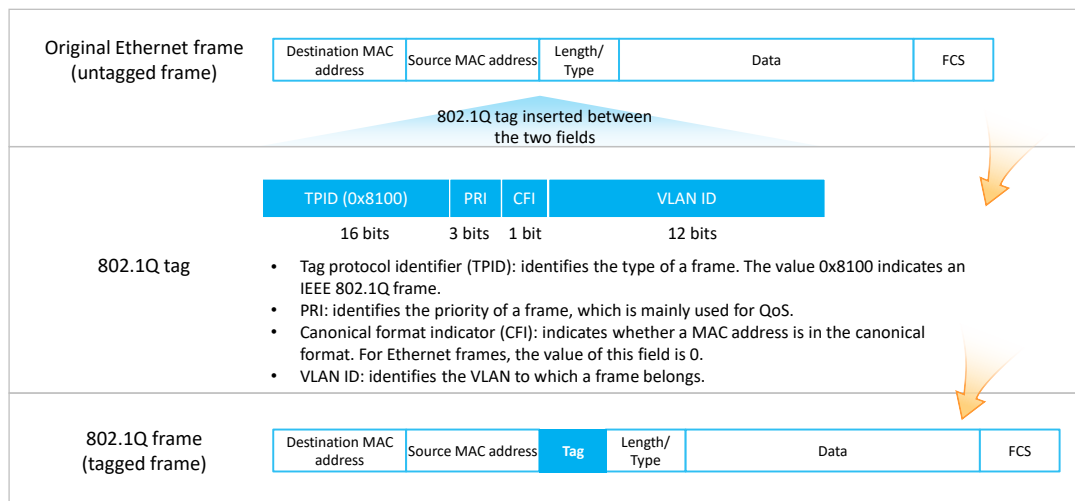 Original Ethernet frame
(untagged frame)
Destination MAC
address
Source MAC address
Length/
Type
Data
FCS
802.1Q tag inserted between
the two fields
802.1Q tag
TPID (0x8100)
PRI
CFI
VLAN ID
16 bits
3 bits
1 bit
12 bits
• Tag protocol identifier (TPID): identifies the type of a frame. The value 0x8100 indicates an
IEEE 802.1Q frame.
• PRI: identifies the priority of a frame, which is mainly used for QoS.
• Canonical format indicator (CFI): indicates whether a MAC address is in the canonical
format. For Ethernet frames, the value of this field is 0.
• VLAN ID: identifies the VLAN to which a frame belongs.
802.1Q frame
(tagged frame)
Destination MAC
address
Source MAC address
Tag
Length/
Type
Data
FCS